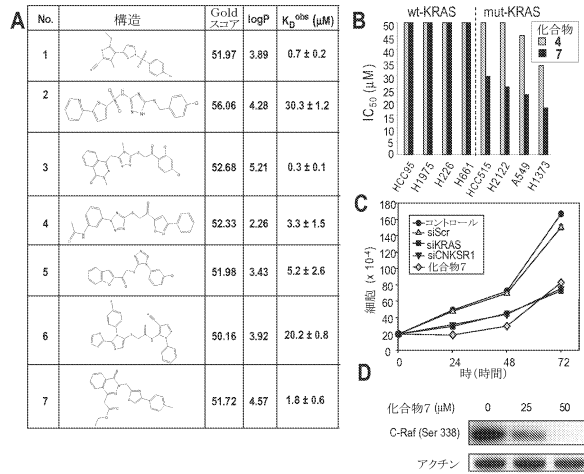 A
No. 構造 Gold スコア logP K_D^obs (μM)
1 51.97 3.89 0.7 ± 0.2
2 56.06 4.28 30.3 ± 1.2
3 52.68 5.21 0.3 ± 0.1
4 52.33 2.26 3.3 ± 1.5
5 51.98 3.43 5.2 ± 2.6
6 50.16 3.92 20.2 ± 0.8
7 51.72 4.57 1.8 ± 0.6
B
wt-KRAS mut-KRAS
化合物
4
7
IC50 (μM)
50
45
40
35
30
25
20
15
10
5
0
HCC95 H1975 H226 H661 HCC515 H2122 A549 H1373
C
コントロール
siScr
siKRAS
siCNKSR1
化合物7
細胞 (x 10⁻⁴)
180
160
140
120
100
80
60
40
20
0
0 24 48 72
時(時間)
D
化合物7 (μM) 0 25 50
C-Raf (Ser 338)
アクチン